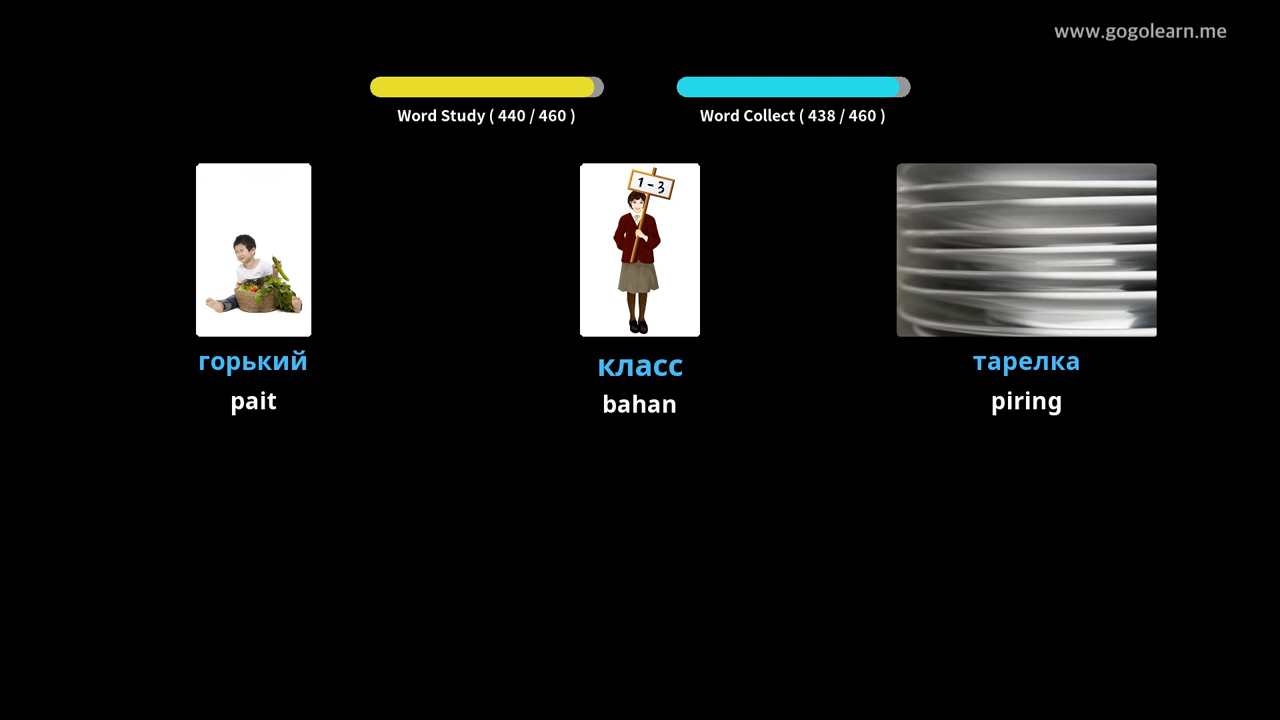 www.gogolearn.me
Word Study ( 440 / 460 )
Word Collect ( 438 / 460 )
1 - 3
горький
класс
тарелка
pait
bahan
piring